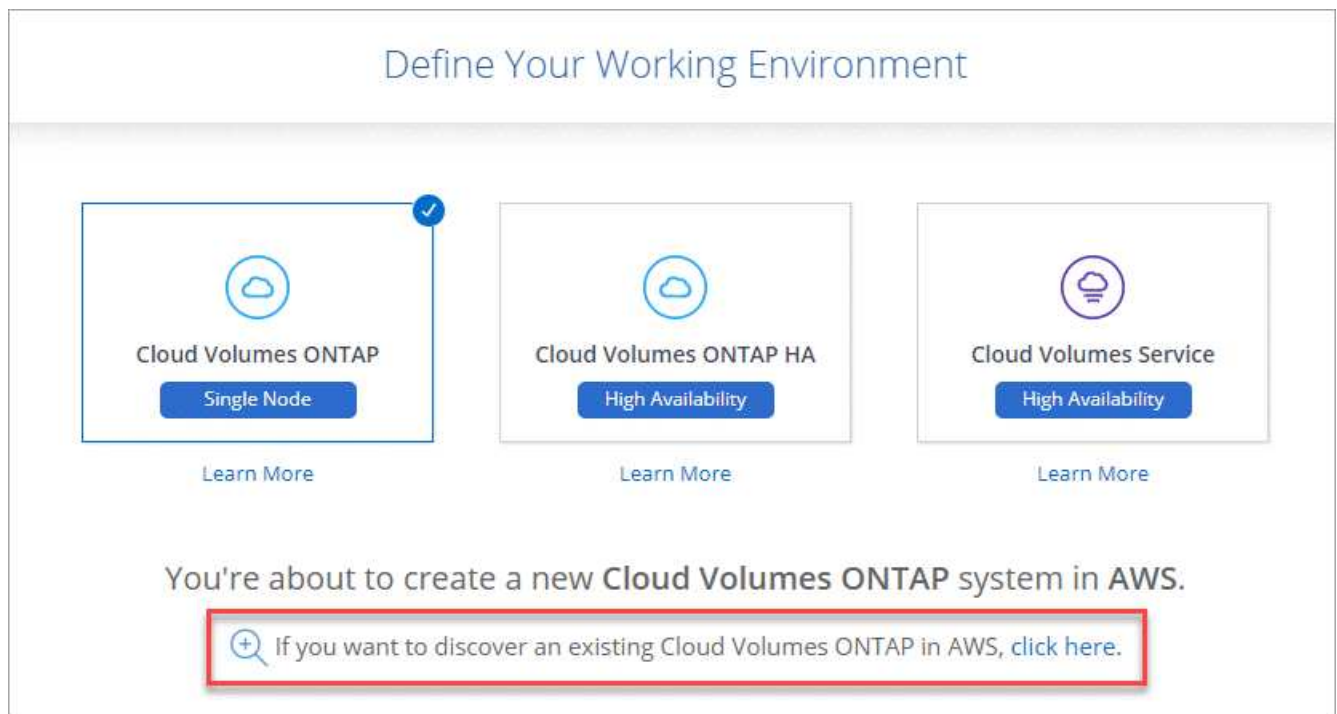 Define Your Working Environment
Cloud Volumes ONTAP
Single Node
Learn More
Cloud Volumes ONTAP HA
High Availability
Learn More
Cloud Volumes Service
High Availability
Learn More
You're about to create a new Cloud Volumes ONTAP system in AWS.
If you want to discover an existing Cloud Volumes ONTAP in AWS, click here.